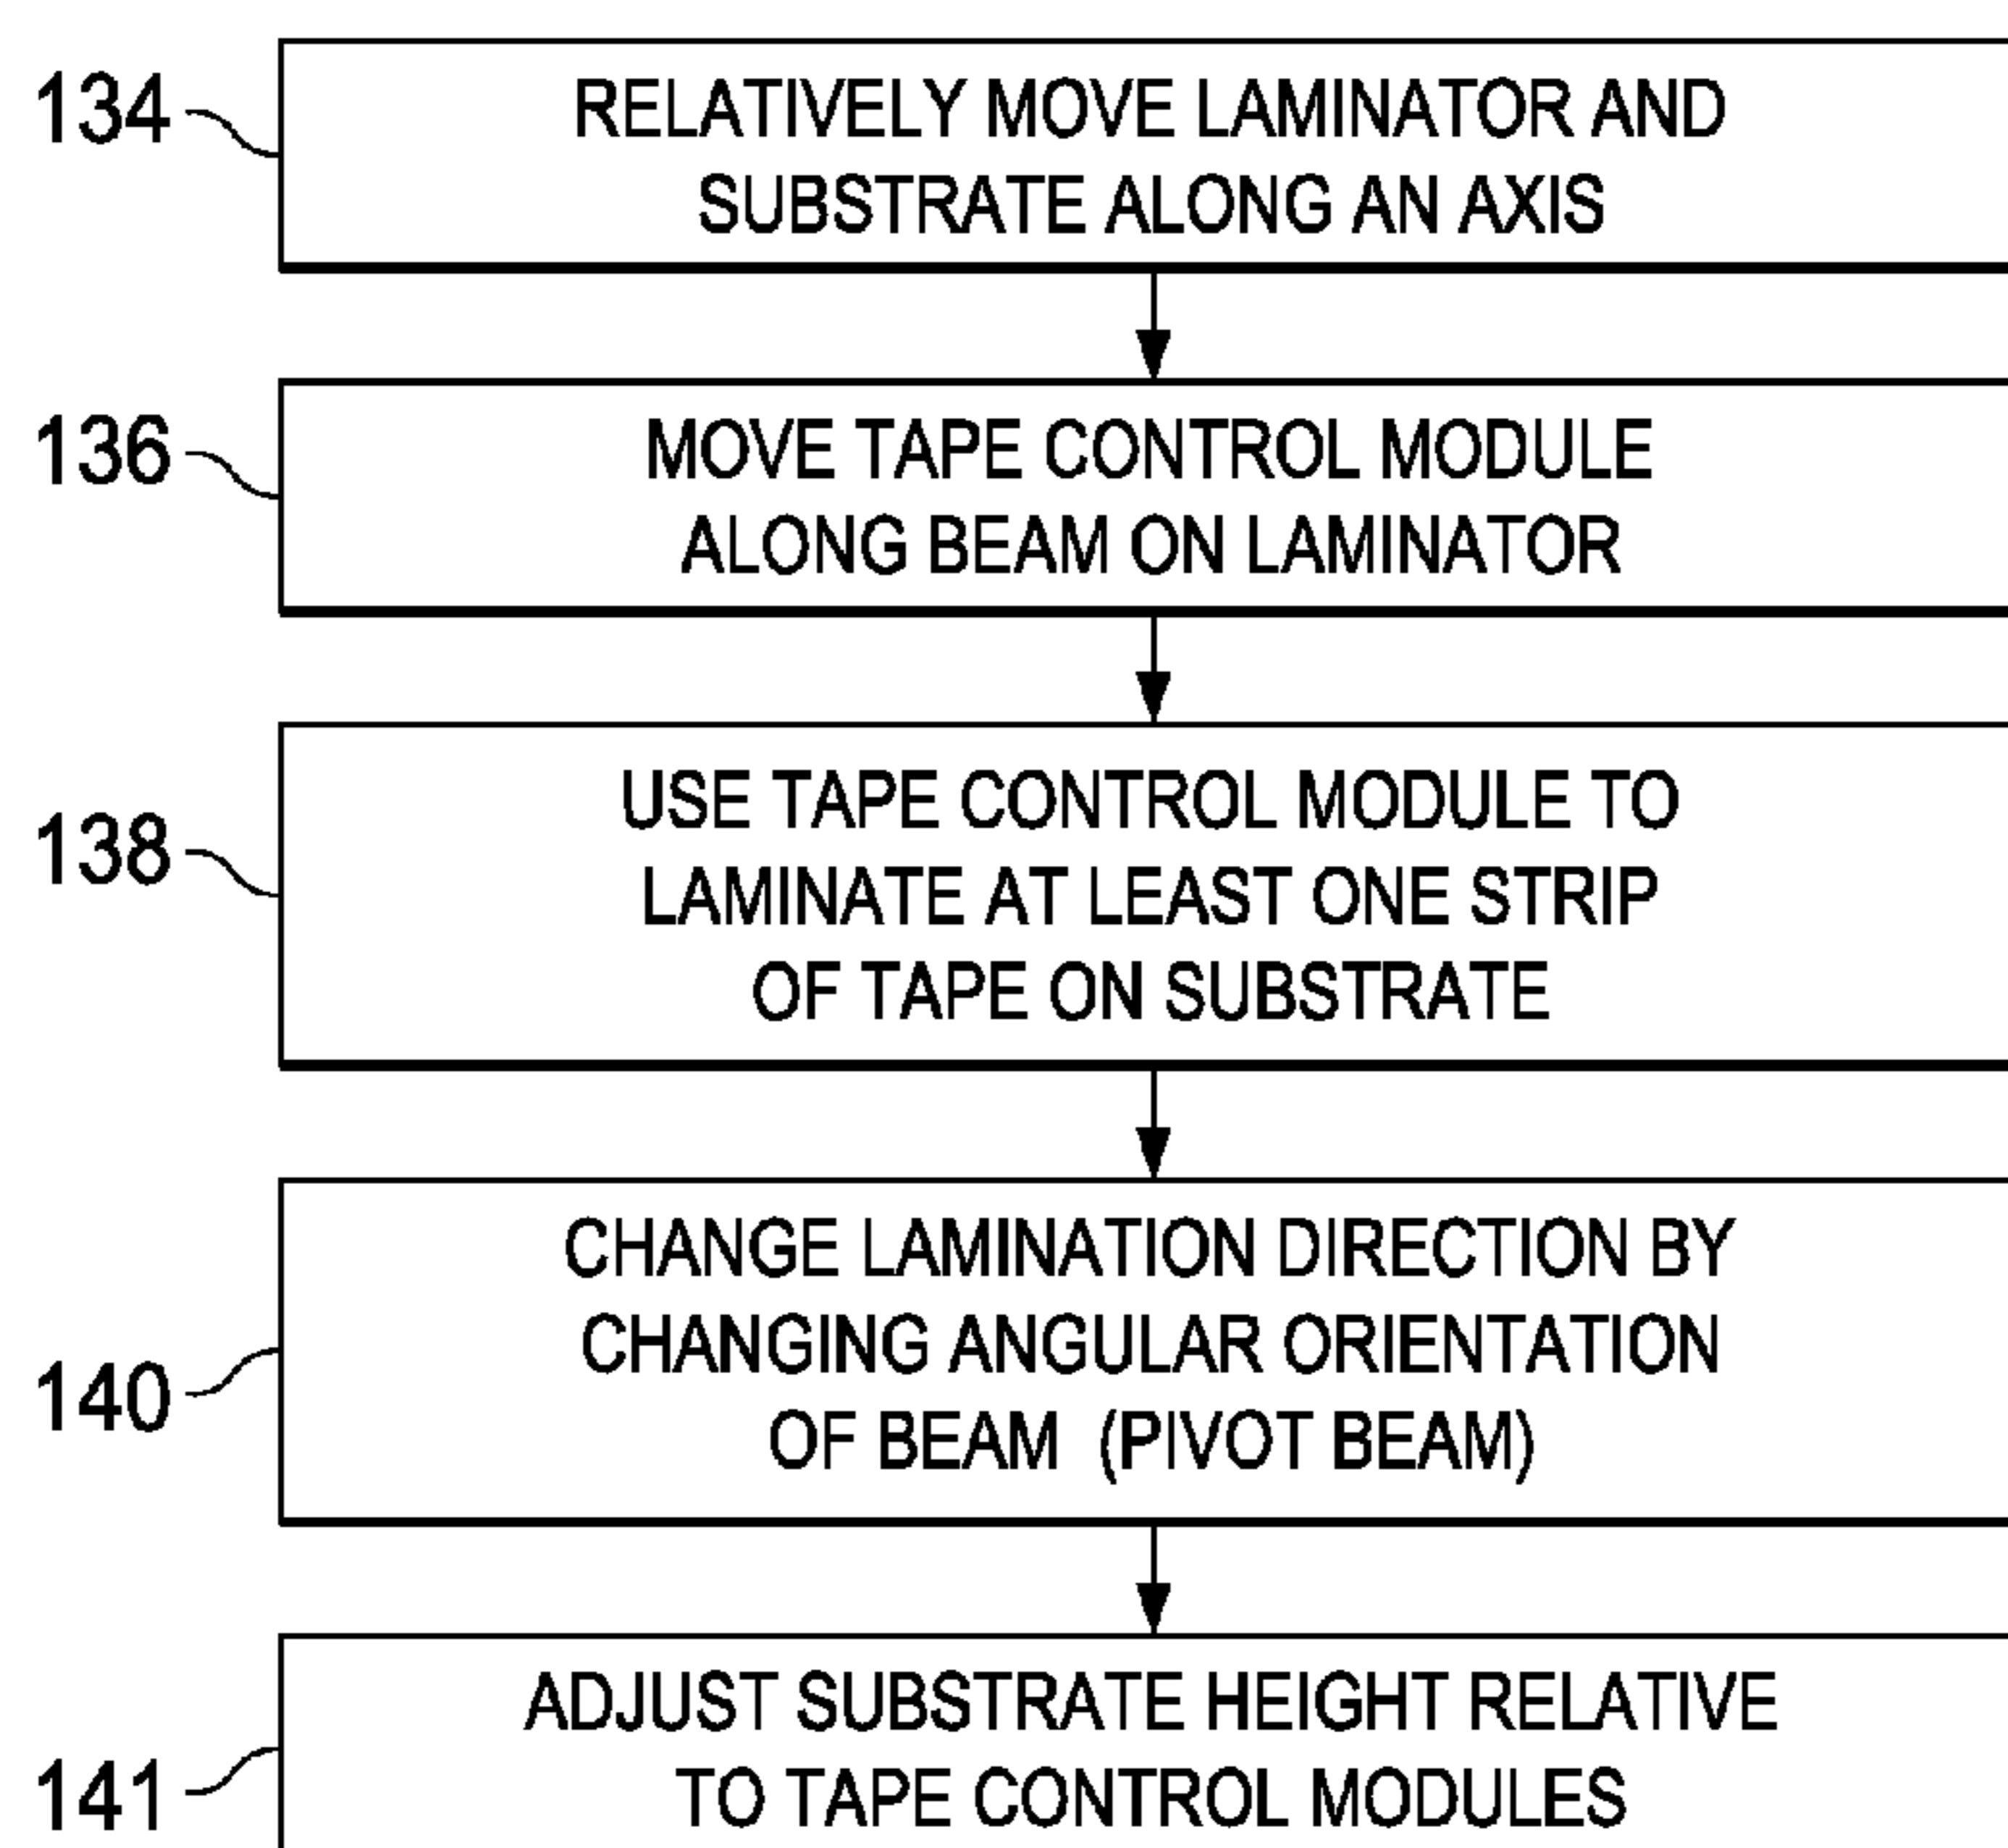 134
RELATIVELY MOVE LAMINATOR AND
SUBSTRATE ALONG AN AXIS
136
MOVE TAPE CONTROL MODULE
ALONG BEAM ON LAMINATOR
138
USE TAPE CONTROL MODULE TO
LAMINATE AT LEAST ONE STRIP
OF TAPE ON SUBSTRATE
140
CHANGE LAMINATION DIRECTION BY
CHANGING ANGULAR ORIENTATION
OF BEAM (PIVOT BEAM)
141
ADJUST SUBSTRATE HEIGHT RELATIVE
TO TAPE CONTROL MODULES